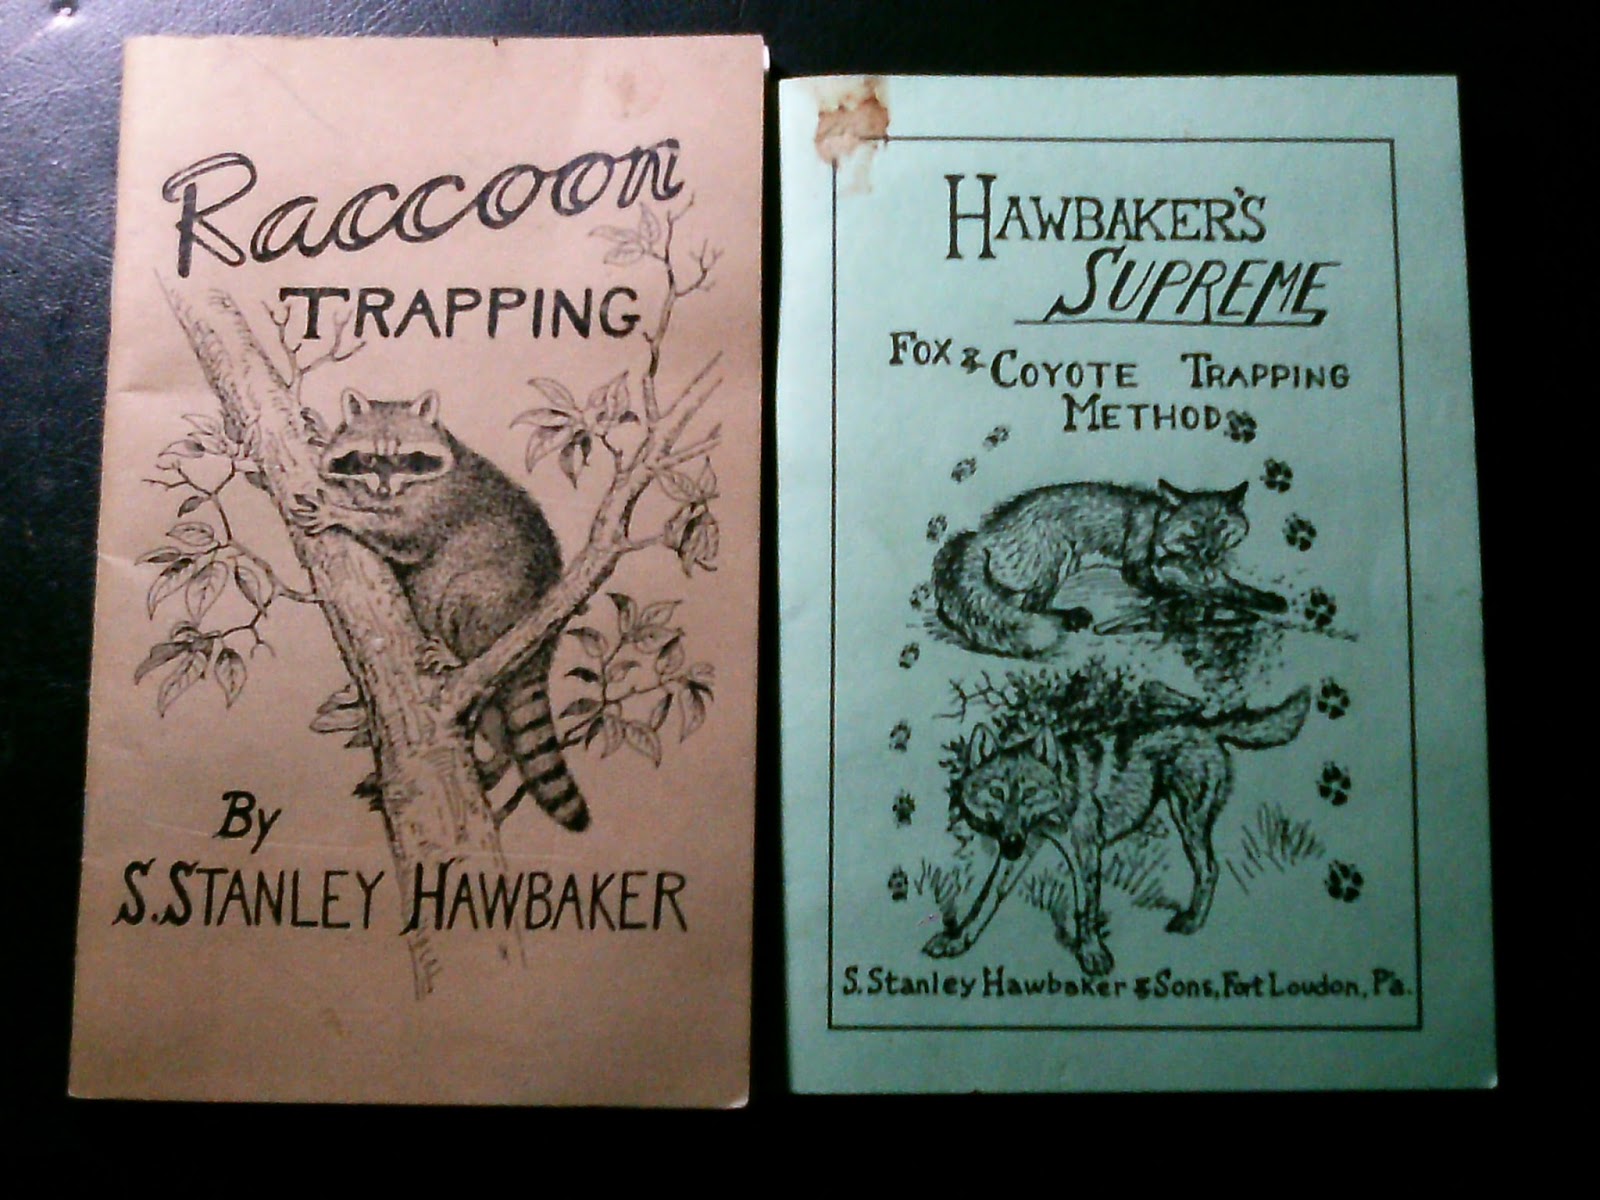 Raccoon
TRAPPING
By
S. STANLEY HAWBAKER
HAWBAKER'S
SUPREME
FOX & COYOTE TRAPPING
METHOD
S. Stanley Hawbaker & Sons, Fort Loudon, Pa.